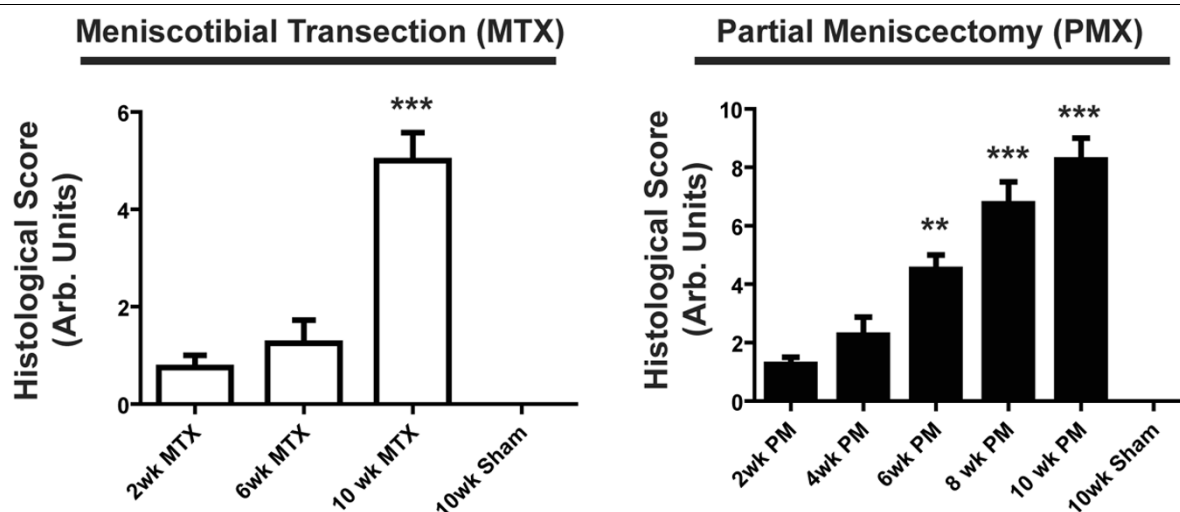 Meniscotibial Transection (MTX)
Histological Score
(Arb. Units)
6
4
2
0
***
2wk MTX
6wk MTX
10 wk MTX
10wk Sham
Partial Meniscectomy (PMX)
Histological Score
(Arb. Units)
10
8
6
4
2
0
**
***
***
2wk PM
4wk PM
6wk PM
8 wk PM
10 wk PM
10wk Sham